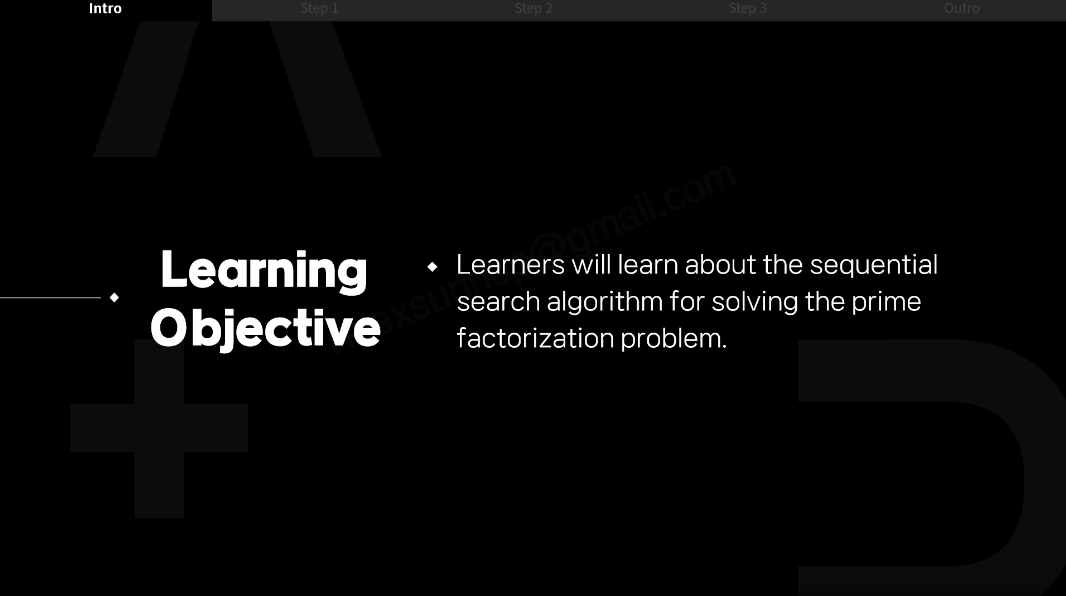 Intro Step 1 Step 2 Step 3 Outro
Learning
Objective
Learners will learn about the sequential
search algorithm for solving the prime
factorization problem.
@gmail.com